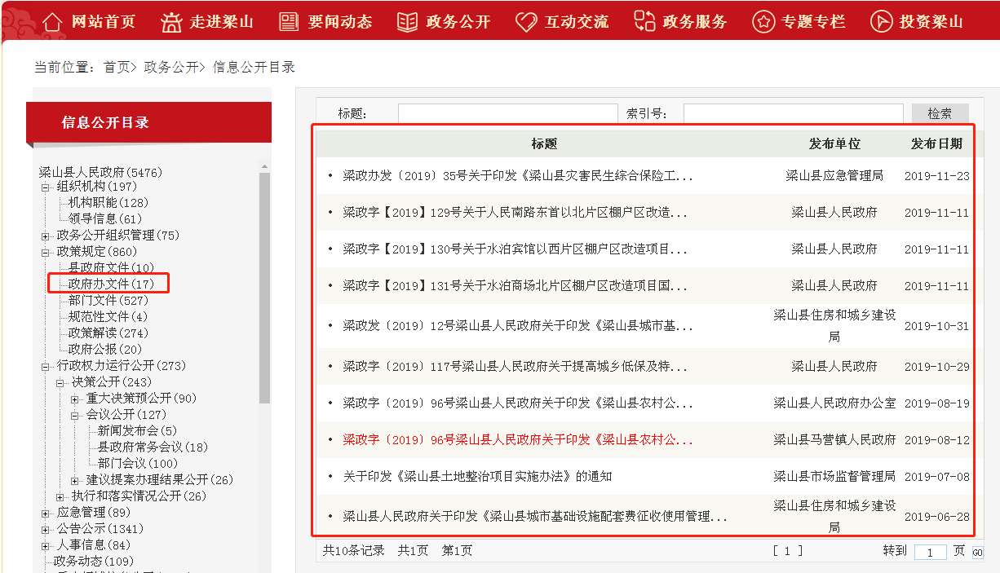 网站首页 走进梁山 要闻动态 政务公开 互动交流 政务服务 专题专栏 投资梁山
当前位置：首页> 政务公开> 信息公开目录
信息公开目录
梁山县人民政府(5476)
组织机构(197)
机构职能(128)
领导信息(61)
政务公开组织管理(75)
政策规定(860)
县政府文件(10)
政府办文件(17)
部门文件(527)
规范性文件(4)
政策解读(274)
政府公报(20)
行政权力运行公开(273)
决策公开(243)
重大决策预公开(90)
会议公开(127)
新闻发布会(5)
县政府常务会议(18)
部门会议(100)
建议提案办理结果公开(26)
执行和落实情况公开(26)
应急管理(89)
公告公示(1341)
人事信息(84)
政务动态(109)
标题： 索引号： 检索
标题 发布单位 发布日期
• 梁政办发〔2019〕35号关于印发《梁山县灾害民生综合保险工... 梁山县应急管理局 2019-11-23
• 梁政字【2019】129号关于人民南路东首以北片区棚户区改造... 梁山县人民政府 2019-11-11
• 梁政字【2019】130号关于水泊宾馆以西片区棚户区改造项目... 梁山县人民政府 2019-11-11
• 梁政字【2019】131号关于水泊商场北片区棚户区改造项目国... 梁山县人民政府 2019-11-11
• 梁政发〔2019〕12号梁山县人民政府关于印发《梁山县城市基... 梁山县住房和城乡建设局 2019-10-31
• 梁政字〔2019〕117号梁山县人民政府关于提高城乡低保及特... 梁山县人民政府 2019-10-29
• 梁政字〔2019〕96号梁山县人民政府关于印发《梁山县农村公... 梁山县人民政府办公室 2019-08-19
• 梁政字〔2019〕96号梁山县人民政府关于印发《梁山县农村公... 梁山县马营镇人民政府 2019-08-12
• 关于印发《梁山县土地整治项目实施办法》的通知 梁山县市场监督管理局 2019-07-08
• 梁山县人民政府关于印发《梁山县城市基础设施配套费征收使用管理... 梁山县住房和城乡建设局 2019-06-28
共10条记录 共1页 第1页 [ 1 ] 转到 1 页 GO